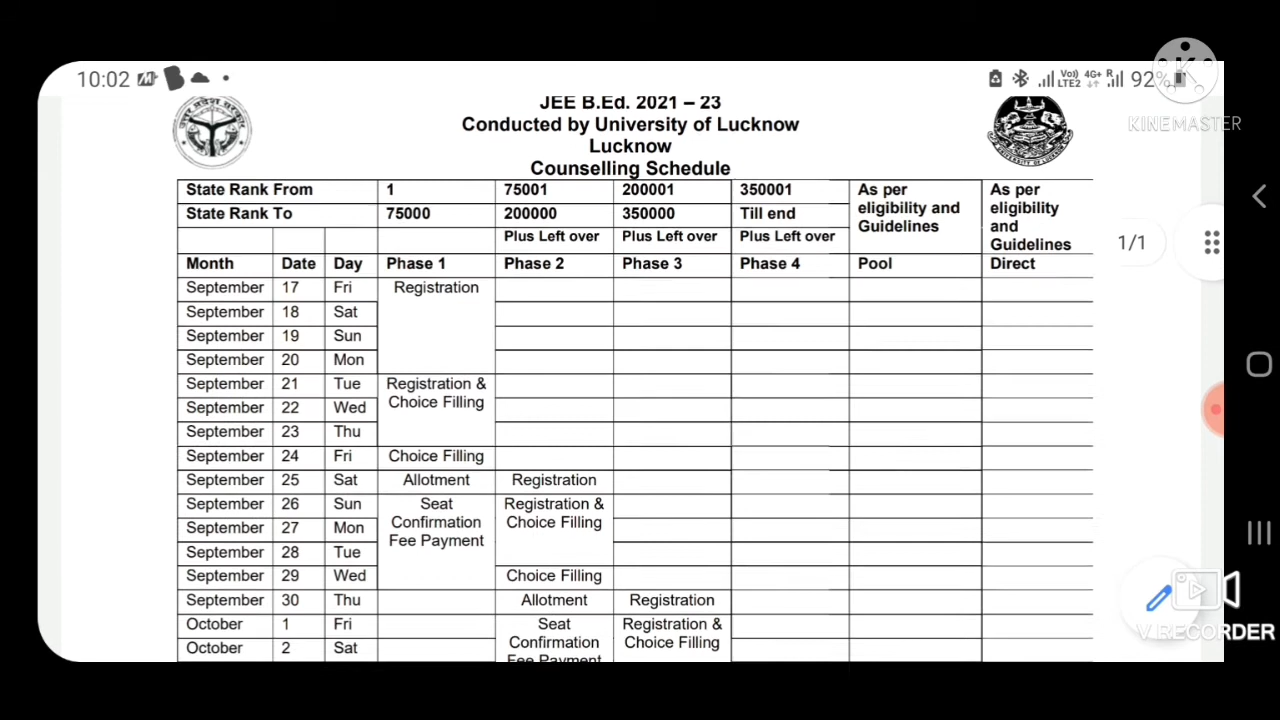 10:02
Vo)) LTE2 4G+ R 92%
KINEMASTER
JEE B.Ed. 2021 – 23
Conducted by University of Lucknow
Lucknow
Counselling Schedule
State Rank From 1 75001 200001 350001 As per eligibility and Guidelines As per eligibility and Guidelines
State Rank To 75000 200000 350000 Till end
Plus Left over Plus Left over Plus Left over
1/1
Month Date Day Phase 1 Phase 2 Phase 3 Phase 4 Pool Direct
September 17 Fri Registration
September 18 Sat
September 19 Sun
September 20 Mon
September 21 Tue Registration & Choice Filling
September 22 Wed
September 23 Thu
September 24 Fri Choice Filling
September 25 Sat Allotment Registration
September 26 Sun Seat Confirmation Fee Payment Registration & Choice Filling
September 27 Mon
September 28 Tue
September 29 Wed Choice Filling
September 30 Thu Allotment Registration
October 1 Fri Seat Confirmation Fee Payment Registration & Choice Filling
October 2 Sat
V.RECORDER